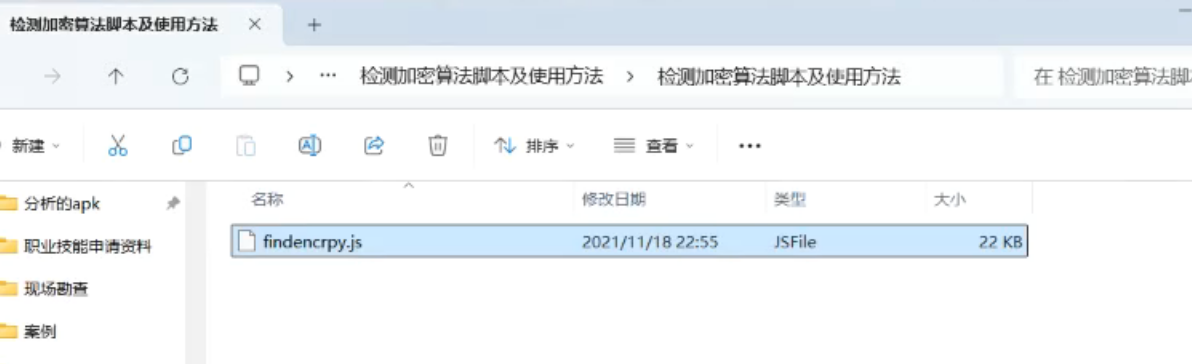 检测加密算法脚本及使用方法
检测加密算法脚本及使用方法 检测加密算法脚本及使用方法 在 检测加密算法脚
新建 排序 查看
名称 修改日期 类型 大小
分析的apk
findencrpy.js 2021/11/18 22:55 JSFile 22 KB
职业技能申请资料
现场勘查
案例